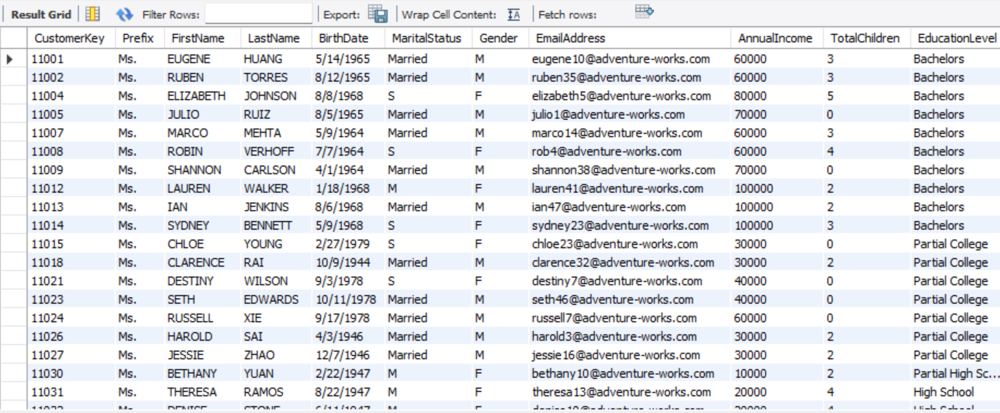 Result Grid Filter Rows: Export: Wrap Cell Content: IA Fetch rows:
CustomerKey Prefix FirstName LastName BirthDate MaritalStatus Gender EmailAddress AnnualIncome TotalChildren EducationLevel
11001 Ms. EUGENE HUANG 5/14/1965 Married M eugene10@adventure-works.com 60000 3 Bachelors
11002 Ms. RUBEN TORRES 8/12/1965 Married M ruben35@adventure-works.com 60000 3 Bachelors
11004 Ms. ELIZABETH JOHNSON 8/8/1968 S F elizabeth5@adventure-works.com 80000 5 Bachelors
11005 Ms. JULIO RUIZ 8/5/1965 Married M julio1@adventure-works.com 70000 0 Bachelors
11007 Ms. MARCO MEHTA 5/9/1964 Married M marco14@adventure-works.com 60000 3 Bachelors
11008 Ms. ROBIN VERHOFF 7/7/1964 S F rob4@adventure-works.com 60000 4 Bachelors
11009 Ms. SHANNON CARLSON 4/1/1964 Married M shannon38@adventure-works.com 70000 0 Bachelors
11012 Ms. LAUREN WALKER 1/18/1968 M F lauren41@adventure-works.com 100000 2 Bachelors
11013 Ms. IAN JENKINS 8/6/1968 Married M ian47@adventure-works.com 100000 2 Bachelors
11014 Ms. SYDNEY BENNETT 5/9/1968 S F sydney23@adventure-works.com 100000 3 Bachelors
11015 Ms. CHLOE YOUNG 2/27/1979 S F chloe23@adventure-works.com 30000 0 Partial College
11018 Ms. CLARENCE RAI 10/9/1944 Married M clarence32@adventure-works.com 30000 2 Partial College
11021 Ms. DESTINY WILSON 9/3/1978 S F destiny7@adventure-works.com 40000 0 Partial College
11023 Ms. SETH EDWARDS 10/11/1978 Married M seth46@adventure-works.com 40000 0 Partial College
11024 Ms. RUSSELL XIE 9/17/1978 Married M russell7@adventure-works.com 60000 0 Partial College
11026 Ms. HAROLD SAI 4/3/1946 Married M harold3@adventure-works.com 30000 2 Partial College
11027 Ms. JESSIE ZHAO 12/7/1946 Married M jessie16@adventure-works.com 30000 2 Partial College
11030 Ms. BETHANY YUAN 2/22/1947 M F bethany10@adventure-works.com 10000 2 Partial High Sc...
11031 Ms. THERESA RAMOS 8/22/1947 M F theresa13@adventure-works.com 20000 4 High School